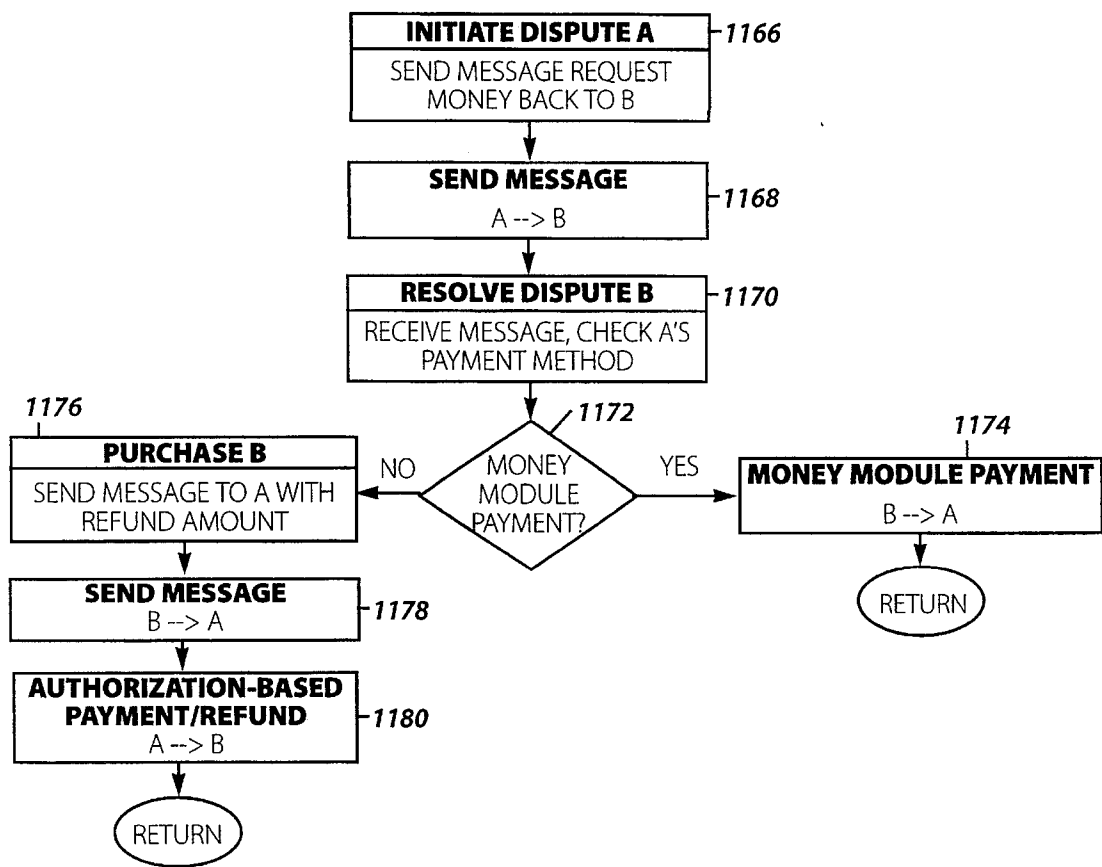 INITIATE DISPUTE A
1166
SEND MESSAGE REQUEST
MONEY BACK TO B
SEND MESSAGE
1168
A --> B
RESOLVE DISPUTE B
1170
RECEIVE MESSAGE, CHECK A'S
PAYMENT METHOD
1172
MONEY
MODULE
PAYMENT?
NO
YES
1176
PURCHASE B
SEND MESSAGE TO A WITH
REFUND AMOUNT
SEND MESSAGE
1178
B --> A
AUTHORIZATION-BASED
PAYMENT/REFUND
1180
A --> B
RETURN
1174
MONEY MODULE PAYMENT
B --> A
RETURN